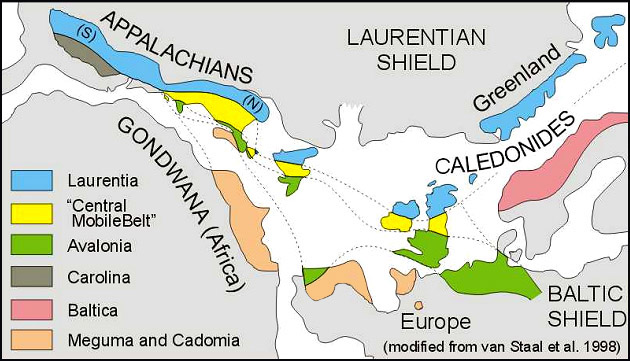 (S)
APPALACHIANS
(N)
LAURENTIAN
SHIELD
Greenland
CALEDONIDES
GONDWANA (Africa)
Laurentia
“Central
MobileBelt”
Avalonia
Carolina
Baltica
Meguma and Cadomia
BALTIC
SHIELD
Europe
(modified from van Staal et al. 1998)